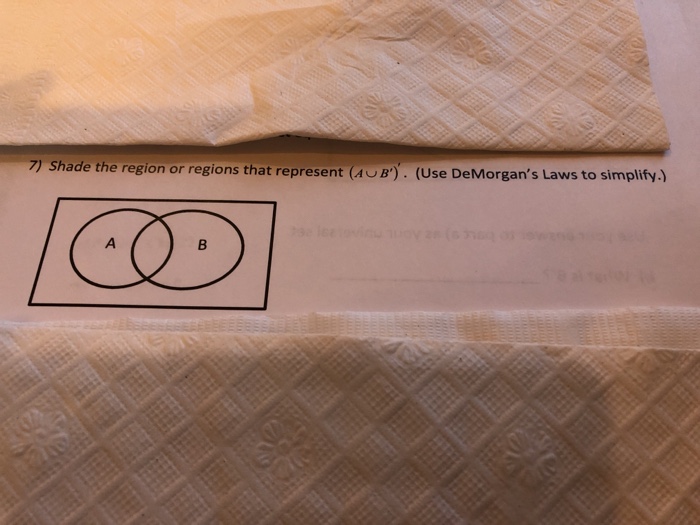 7) Shade the region or regions that represent (A∪B')'. (Use DeMorgan's Laws to simplify.)
A B